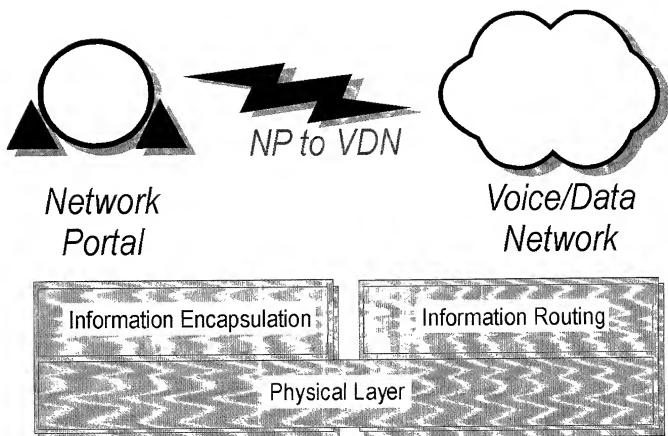 NP to VDN
Network
Portal
Voice/Data
Network
Information Encapsulation
Information Routing
Physical Layer